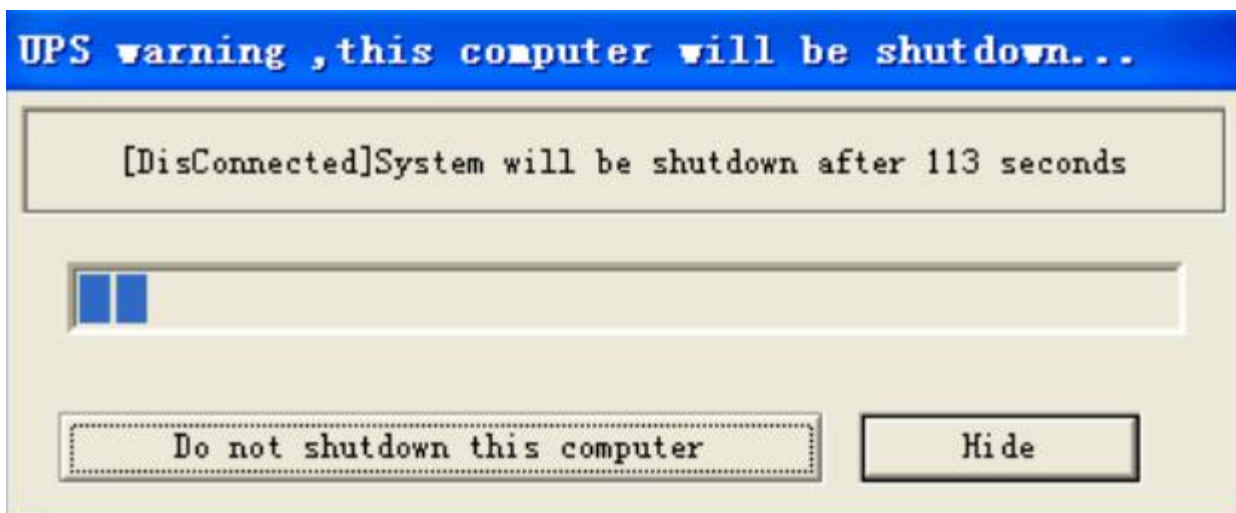 UPS warning ,this computer will be shutdown...
[DisConnected]System will be shutdown after 113 seconds
Do not shutdown this computer
Hide